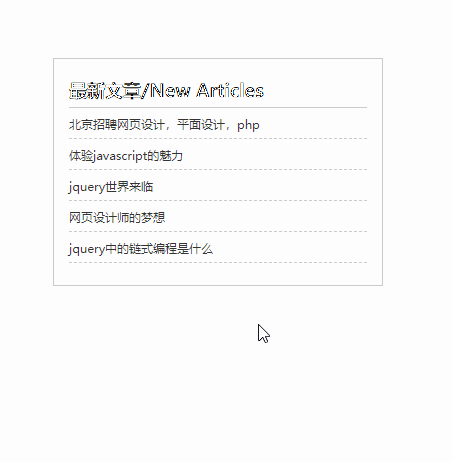 最新文章/New Articles
北京招聘网页设计，平面设计，php
体验javascript的魅力
jquery世界来临
网页设计师的梦想
jquery中的链式编程是什么